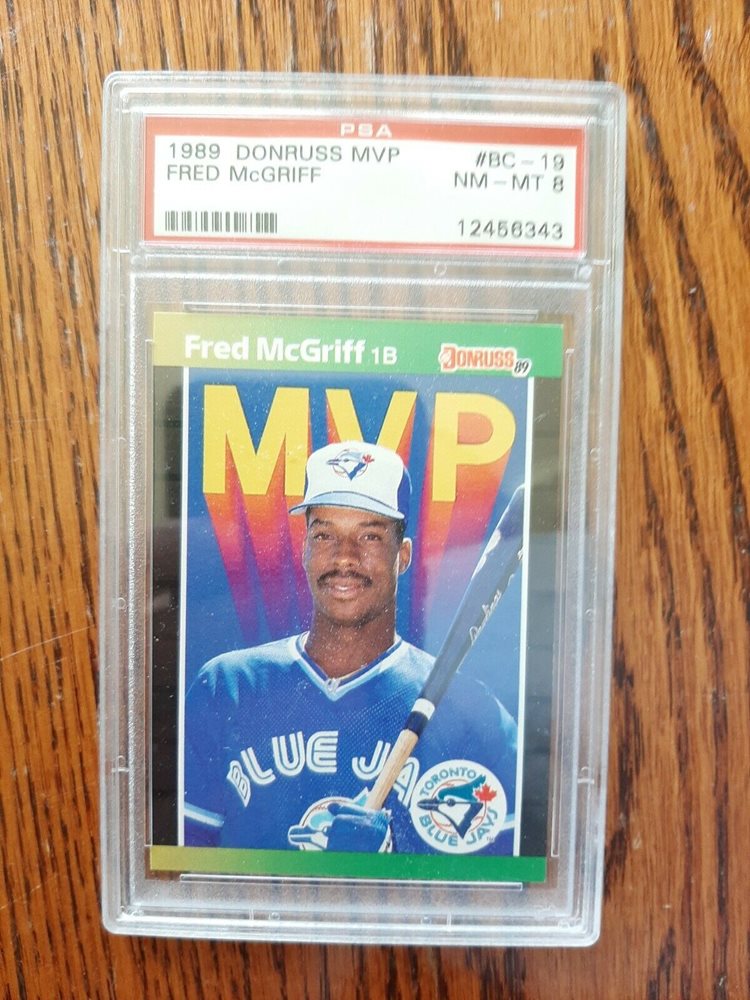 PSA
1989 DONRUSS MVP #BC-19
FRED McGRIFF NM-MT 8
12456343
Fred McGriff 1B DONRUSS 89
MVP
BLUE JA
TORONTO
BLUE JAYS